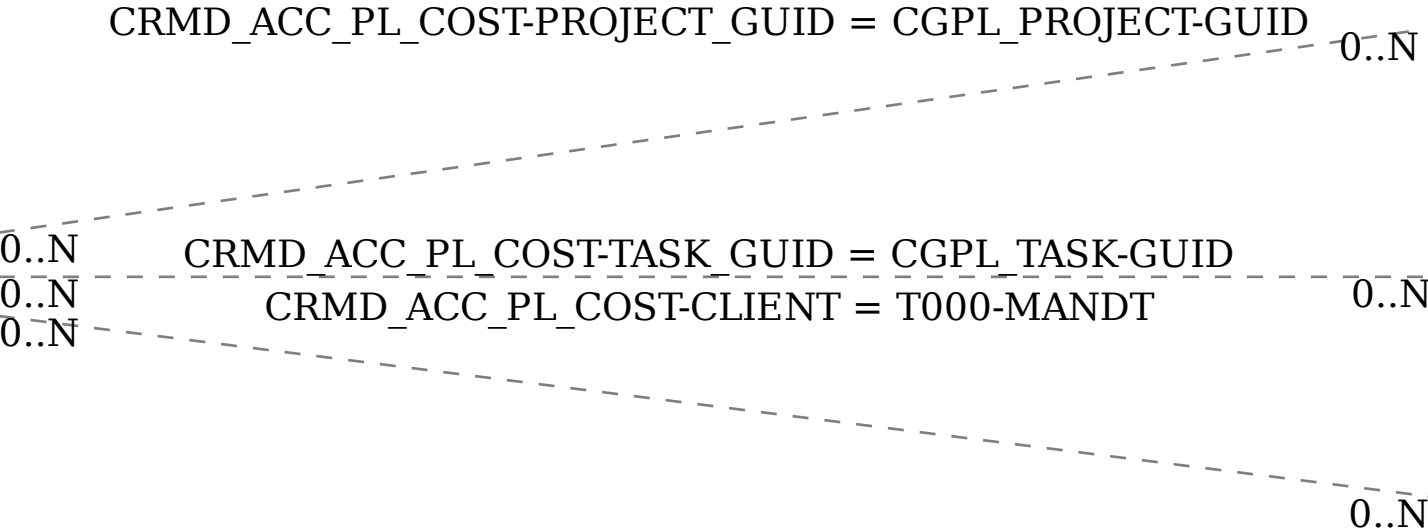 CRMD_ACC_PL_COST-PROJECT_GUID = CGPL_PROJECT-GUID
0..N
0..N
CRMD_ACC_PL_COST-TASK_GUID = CGPL_TASK-GUID
0..N
0..N
CRMD_ACC_PL_COST-CLIENT = T000-MANDT
0..N
0..N